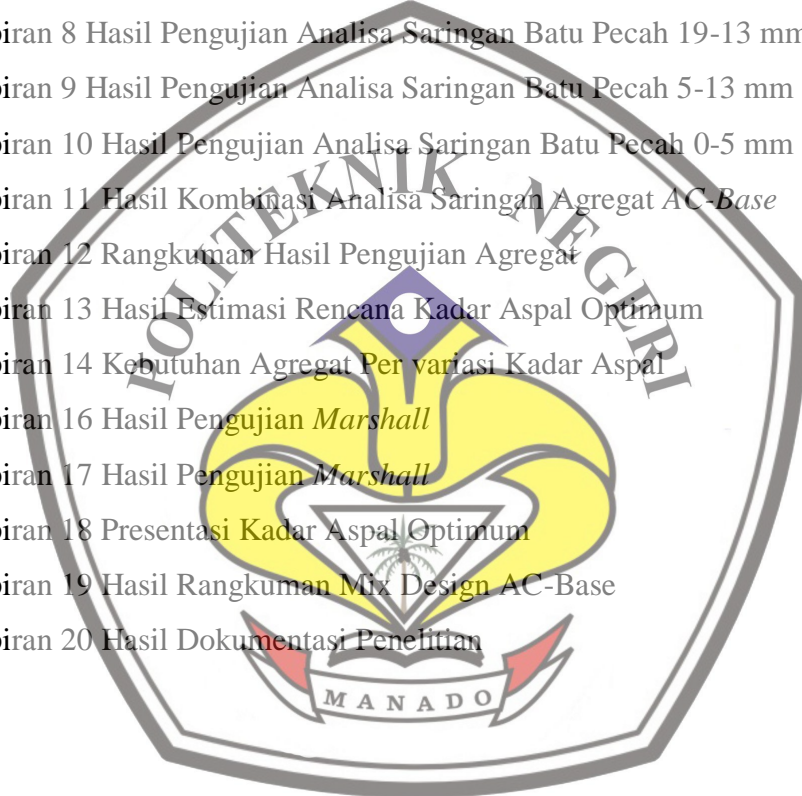 piran 8 Hasil Pengujian Analisa Saringan Batu Pecah 19-13 mm
piran 9 Hasil Pengujian Analisa Saringan Batu Pecah 5-13 mm
piran 10 Hasil Pengujian Analisa Saringan Batu Pecah 0-5 mm
piran 11 Hasil Kombinasi Analisa Saringan Agregat AC-Base
piran 12 Rangkuman Hasil Pengujian Agregat
piran 13 Hasil Estimasi Rencana Kadar Aspal Optimum
piran 14 Kebutuhan Agregat Per variasi Kadar Aspal
piran 16 Hasil Pengujian Marshall
piran 17 Hasil Pengujian Marshall
piran 18 Presentasi Kadar Aspal Optimum
piran 19 Hasil Rangkuman Mix Design AC-Base
piran 20 Hasil Dokumentasi Penelitian
POLITEKNIK NEGERI
MANADO